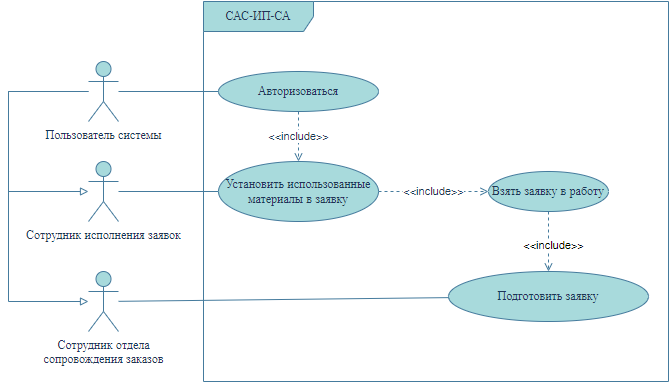 САС-ИП-СА
Авторизоваться
Пользователь системы
<<include>>
Установить использованные
материалы в заявку
<<include>>
Взять заявку в работу
Сотрудник исполнения заявок
<<include>>
Подготовить заявку
Сотрудник отдела
сопровождения заказов